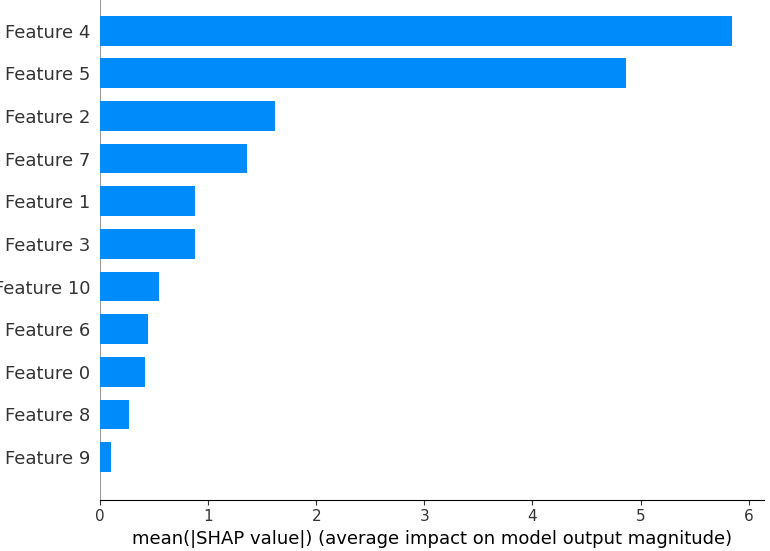 Feature 4
Feature 5
Feature 2
Feature 7
Feature 1
Feature 3
Feature 10
Feature 6
Feature 0
Feature 8
Feature 9
0 1 2 3 4 5 6
mean(|SHAP value|) (average impact on model output magnitude)